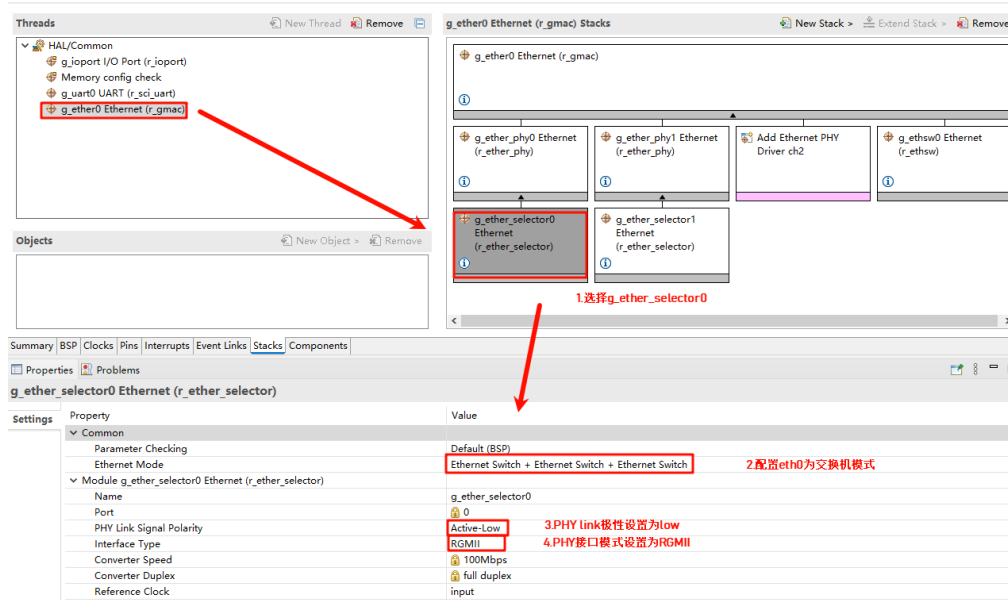 Threads
New Thread
Remove
HAL/Common
g_ioport I/O Port (r_ioport)
Memory config check
g_uart0 UART (r_sci_uart)
g_ether0 Ethernet (r_gmac)
Objects
New Object >
Remove
g_ether0 Ethernet (r_gmac) Stacks
New Stack >
Extend Stack >
Remove
g_ether0 Ethernet (r_gmac)
g_ether_phy0 Ethernet
(r_ether_phy)
g_ether_phy1 Ethernet
(r_ether_phy)
Add Ethernet PHY
Driver ch2
g_ethsw0 Ethernet
(r_ethsw)
g_ether_selector0
Ethernet
(r_ether_selector)
g_ether_selector1
Ethernet
(r_ether_selector)
1.选择g_ether_selector0
Summary BSP Clocks Pins Interrupts Event Links Stacks Components
Properties Problems
g_ether_selector0 Ethernet (r_ether_selector)
Settings
Property Value
Common
Parameter Checking Default (BSP)
Ethernet Mode Ethernet Switch + Ethernet Switch + Ethernet Switch 2.配置eth0为交换机模式
Module g_ether_selector0 Ethernet (r_ether_selector)
Name g_ether_selector0
Port 0
PHY Link Signal Polarity Active-Low 3.PHY link极性设置为low
Interface Type RGMII 4.PHY接口模式设置为RGMII
Converter Speed 100Mbps
Converter Duplex full duplex
Reference Clock input